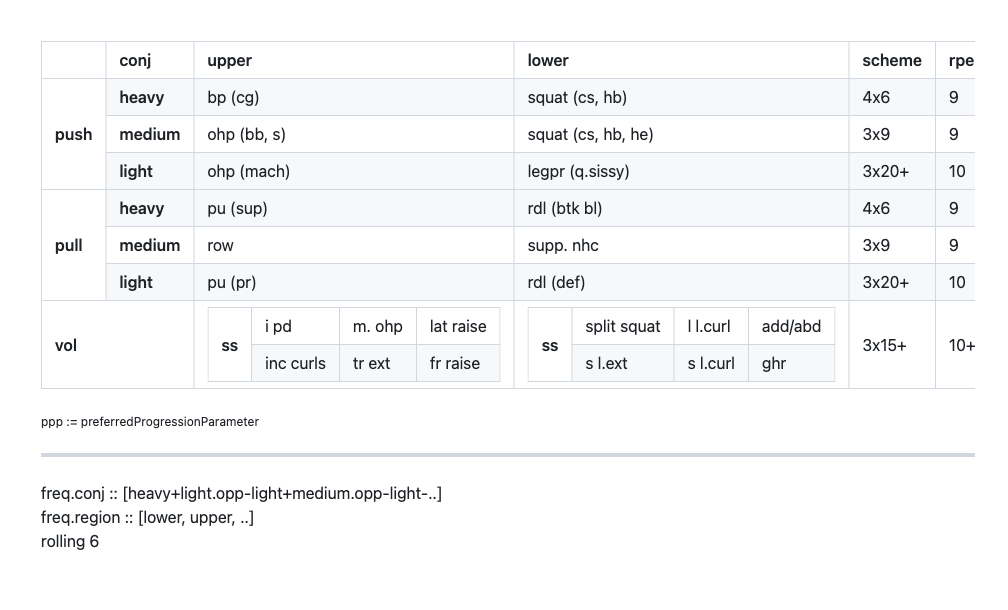 conj upper lower scheme rpe
heavy bp (cg) squat (cs, hb) 4x6 9
push medium ohp (bb, s) squat (cs, hb, he) 3x9 9
light ohp (mach) legpr (q.sissy) 3x20+ 10
heavy pu (sup) rdl (btk bl) 4x6 9
pull medium row supp. nhc 3x9 9
light pu (pr) rdl (def) 3x20+ 10
vol ss i pd m. ohp lat raise ss split squat l l.curl add/abd 3x15+ 10+
inc curls tr ext fr raise s l.ext s l.curl ghr
ppp := preferredProgressionParameter
freq.conj :: [heavy+light.opp-light+medium.opp-light-..]
freq.region :: [lower, upper, ..]
rolling 6